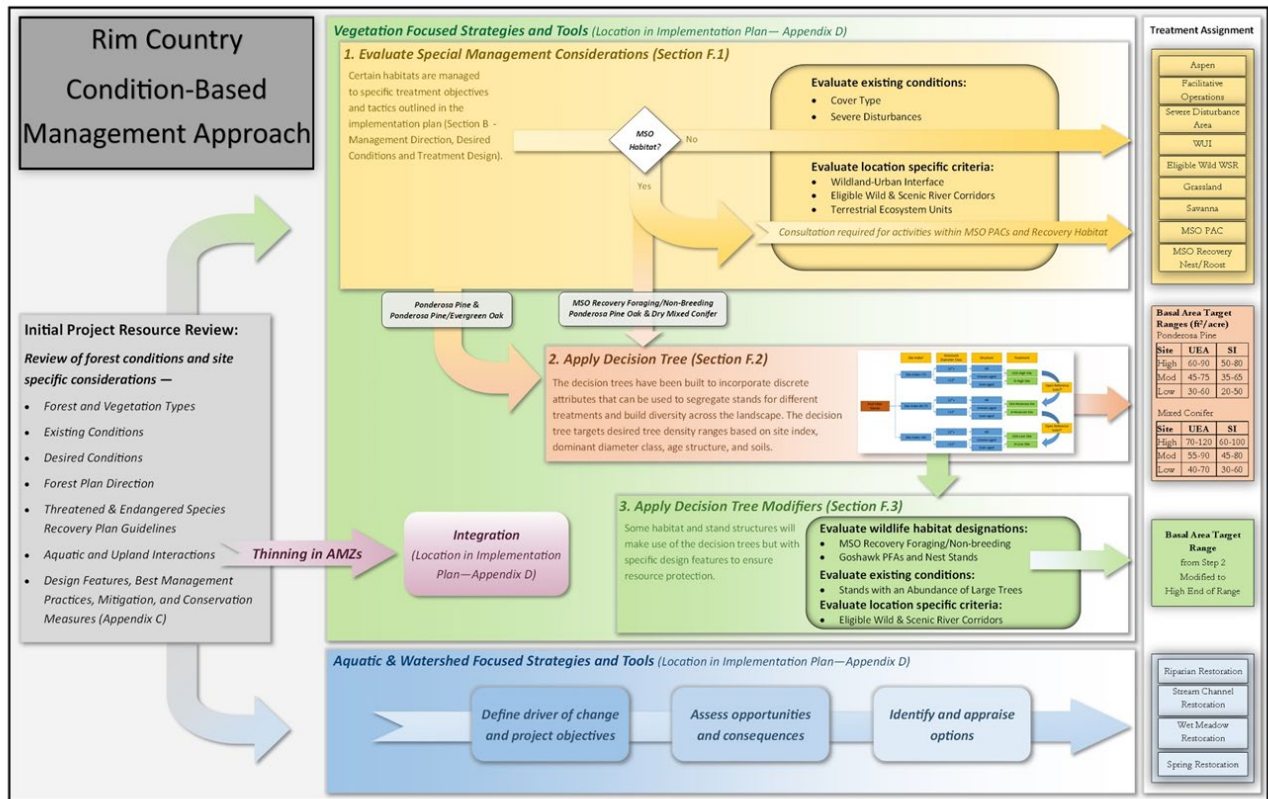 Rim Country
Condition-Based
Management Approach
Initial Project Resource Review:
Review of forest conditions and site
specific considerations —
• Forest and Vegetation Types
• Existing Conditions
• Desired Conditions
• Forest Plan Direction
• Threatened & Endangered Species
Recovery Plan Guidelines
• Aquatic and Upland Interactions
• Design Features, Best Management
Practices, Mitigation, and Conservation
Measures (Appendix C)
Thinning in AMZs
Integration
(Location in Implementation
Plan—Appendix D)
Vegetation Focused Strategies and Tools (Location in Implementation Plan— Appendix D)
1. Evaluate Special Management Considerations (Section F.1)
Certain habitats are managed
to specific treatment objectives
and tactics outlined in the
implementation plan (Section B -
Management Direction, Desired
Conditions and Treatment Design).
MSO
Habitat?
No
Yes
Evaluate existing conditions:
• Cover Type
• Severe Disturbances
Evaluate location specific criteria:
• Wildland-Urban Interface
• Eligible Wild & Scenic River Corridors
• Terrestrial Ecosystem Units
Consultation required for activities within MSO PACs and Recovery Habitat
Ponderosa Pine &
Ponderosa Pine/Evergreen Oak
MSO Recovery Foraging/Non-Breeding
Ponderosa Pine Oak & Dry Mixed Conifer
2. Apply Decision Tree (Section F.2)
The decision trees have been built to incorporate discrete
attributes that can be used to segregate stands for different
treatments and build diversity across the landscape. The decision
tree targets desired tree density ranges based on site index,
dominant diameter class, age structure, and soils.
3. Apply Decision Tree Modifiers (Section F.3)
Some habitat and stand structures will
make use of the decision trees but with
specific design features to ensure
resource protection.
Evaluate wildlife habitat designations:
• MSO Recovery Foraging/Non-breeding
• Goshawk PFAs and Nest Stands
Evaluate existing conditions:
• Stands with an Abundance of Large Trees
Evaluate location specific criteria:
• Eligible Wild & Scenic River Corridors
Aquatic & Watershed Focused Strategies and Tools (Location in Implementation Plan—Appendix D)
Define driver of change
and project objectives
Assess opportunities
and consequences
Identify and appraise
options
Treatment Assignment
Aspen
Facilitative
Operations
Severe Disturbance
Area
WUI
Eligible Wild WSR
Grassland
Savanna
MSO PAC
MSO Recovery
Nest/Roost
Basal Area Target
Ranges (ft²/acre)
Ponderosa Pine
Site UEA SI
High 60-90 50-80
Mod 45-75 35-65
Low 30-60 20-50
Mixed Conifer
Site UEA SI
High 70-120 60-100
Mod 55-90 45-80
Low 40-70 30-60
Basal Area Target
Range
from Step 2
Modified to
High End of Range
Riparian Restoration
Stream Channel
Restoration
Wet Meadow
Restoration
Spring Restoration